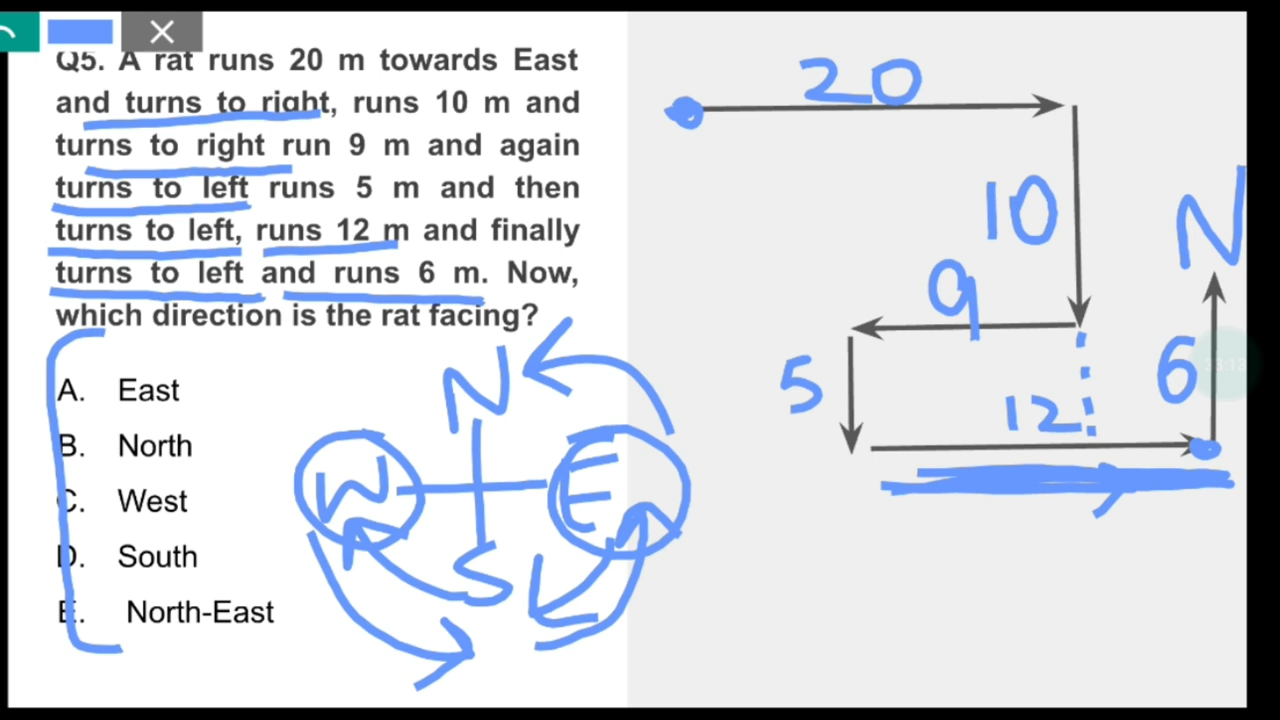 Q5. A rat runs 20 m towards East
and turns to right, runs 10 m and
turns to right run 9 m and again
turns to left runs 5 m and then
turns to left, runs 12 m and finally
turns to left and runs 6 m. Now,
which direction is the rat facing?
A. East
B. North
C. West
D. South
E. North-East
N
W E
S
20
10
N
9
5
12
6